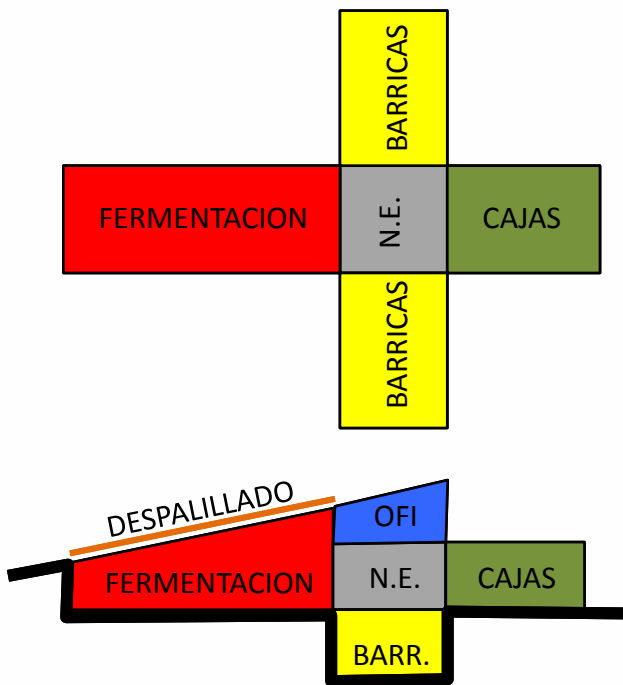 BARRICAS
FERMENTACION
N.E.
CAJAS
BARRICAS
DESPALILLADO
OFI
FERMENTACION
N.E.
CAJAS
BARR.